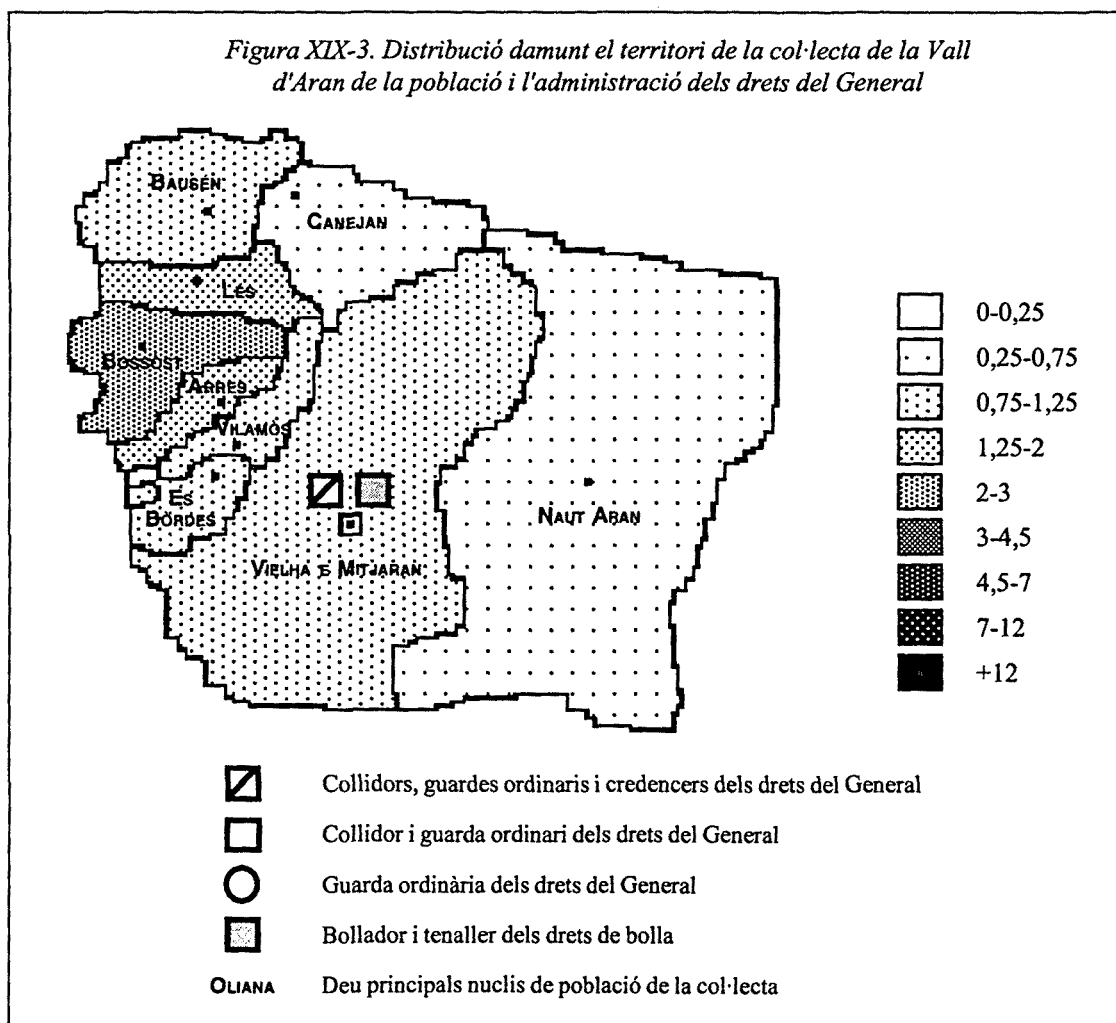 Figura XIX-3. Distribució damunt el territori de la col·lecta de la Vall
d'Aran de la població i l'administració dels drets del General
BAUSEN
CANEJAN
LES
BOSSOST
ARRES
VILAMÒS
ES
BÒRDES
NAUT ARAN
VIELHA E MITJARAN
0-0,25
0,25-0,75
0,75-1,25
1,25-2
2-3
3-4,5
4,5-7
7-12
+12
Collidors, guardes ordinaris i credencers dels drets del General
Collidor i guarda ordinari dels drets del General
Guarda ordinària dels drets del General
Bollador i tenaller dels drets de bolla
OLIANA Deu principals nuclis de població de la col·lecta